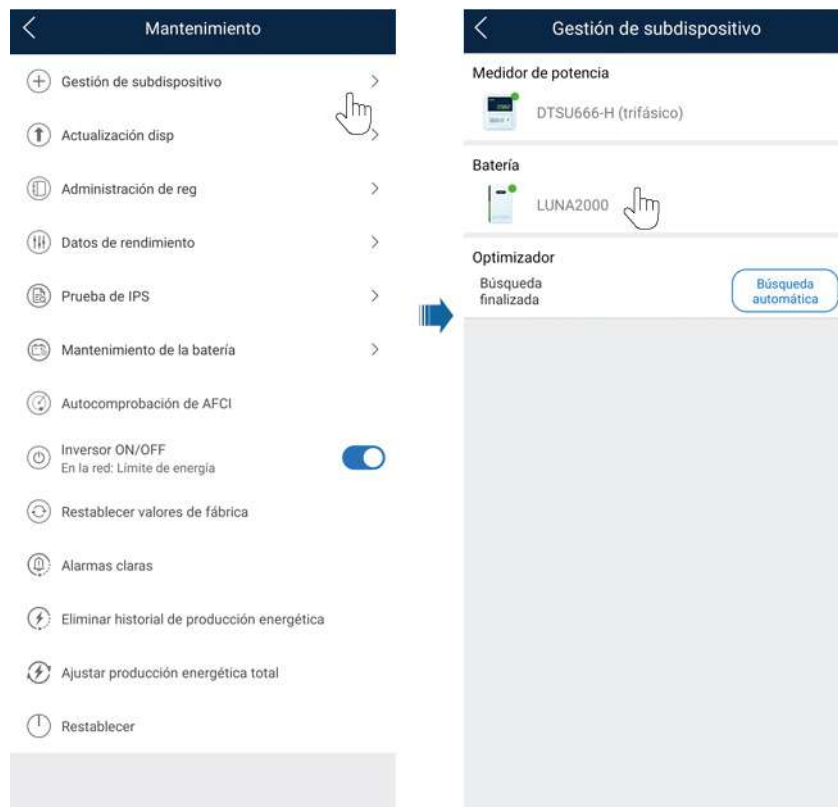 Mantenimiento
Gestión de subdispositivo
Actualización disp
Administración de reg
Datos de rendimiento
Prueba de IPS
Mantenimiento de la batería
Autocomprobación de AFCI
Inversor ON/OFF
En la red: Límite de energía
Restablecer valores de fábrica
Alarmas claras
Eliminar historial de producción energética
Ajustar producción energética total
Restablecer
Gestión de subdispositivo
Medidor de potencia
DTSU666-H (trifásico)
Batería
LUNA2000
Optimizador
Búsqueda
finalizada
Búsqueda
automática